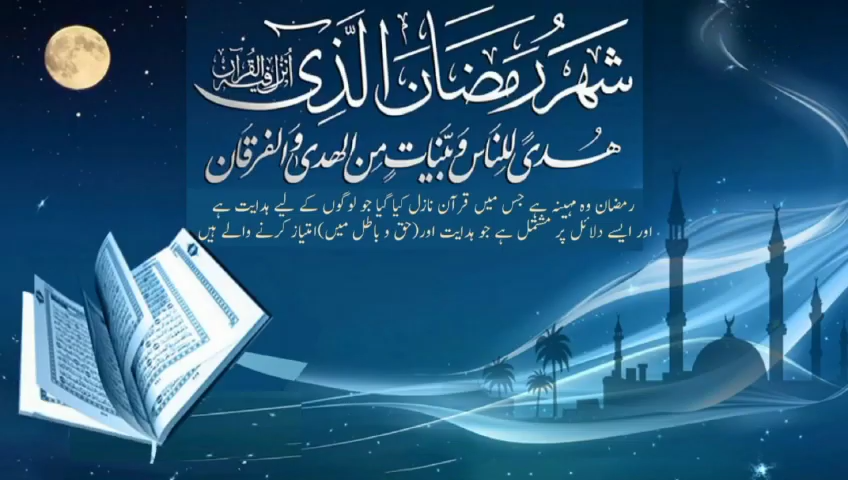 شَهْرُ رَمَضَانَ الَّذِي أُنْزِلَ فِيهِ الْقُرْآنُ
هُدىً لِلنَّاسِ وَبَيِّنَاتٍ مِنَ الْهُدَى وَالْفُرْقَان
رمضان وہ مہینہ ہے جس میں قرآن نازل کیا گیا جو لوگوں کے لیے ہدایت ہے
اور ایسے دلائل پر مشتمل ہے جو ہدایت اور(حق و باطل میں)امتیاز کرنے والے ہیں